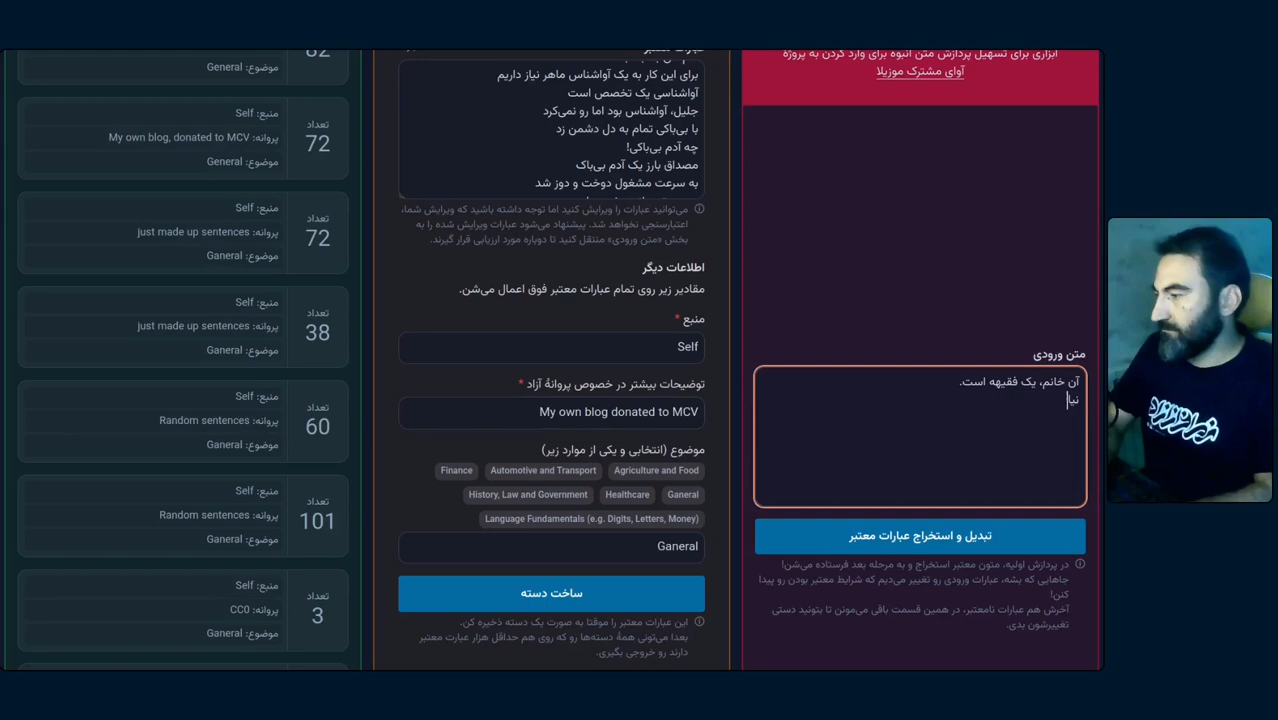 82
موضوع: General
تعداد
72
منبع: Self
پروانه: My own blog, donated to MCV
موضوع: General
تعداد
72
منبع: Self
پروانه: just made up sentences
موضوع: Ganeral
تعداد
38
منبع: Self
پروانه: just made up sentences
موضوع: Ganeral
تعداد
60
منبع: Self
پروانه: Random sentences
موضوع: Ganeral
تعداد
101
منبع: Self
پروانه: Random sentences
موضوع: Ganeral
تعداد
3
منبع: Self
پروانه: CC0
موضوع: Ganeral
عبارات معتبر
برای این کار به یک آواشناس ماهر نیاز داریم
آواشناسی یک تخصص است
جلیل، آواشناس بود اما رو نمی‌کرد
با بی‌باکی تمام به دل دشمن زد
چه آدم بی‌باکی!
مصداق بارز یک آدم بی‌باک
به سرعت مشغول دوخت و دوز شد
می‌توانید عبارات را ویرایش کنید اما توجه داشته باشید که ویرایش شما،
اعتبارسنجی نخواهد شد. پیشنهاد می‌شود عبارات ویرایش شده را به
بخش «متن ورودی» منتقل کنید تا دوباره مورد ارزیابی قرار گیرند.
اطلاعات دیگر
مقادیر زیر روی تمام عبارات معتبر فوق اعمال می‌شن.
منبع *
Self
توضیحات بیشتر در خصوص پروانهٔ آزاد *
My own blog donated to MCV
موضوع (انتخابی و یکی از موارد زیر)
Agriculture and Food
Automotive and Transport
Finance
General
Healthcare
History, Law and Government
Language Fundamentals (e.g. Digits, Letters, Money)
Ganeral
ساخت دسته
این عبارات معتبر را موقتا به صورت یک دسته ذخیره کن.
بعدا می‌تونی همهٔ دسته‌ها رو که روی هم حداقل هزار عبارت معتبر
دارند رو خروجی بگیری.
ابزاری برای تسهیل پردازش متن انبوه برای وارد کردن به پروژه
آوای مشترک موزیلا
متن ورودی
آن خانم، یک فقیهه است.
نیا
تبدیل و استخراج عبارات معتبر
در پردازش اولیه، متون معتبر استخراج و به مرحله بعد فرستاده می‌شن!
جاهایی که بشه، عبارات ورودی رو تغییر می‌دیم که شرایط معتبر بودن رو پیدا
کنن!
آخرش هم عبارات نامعتبر، در همین قسمت باقی می‌مونن تا بتونید دستی
تغییرشون بدی.